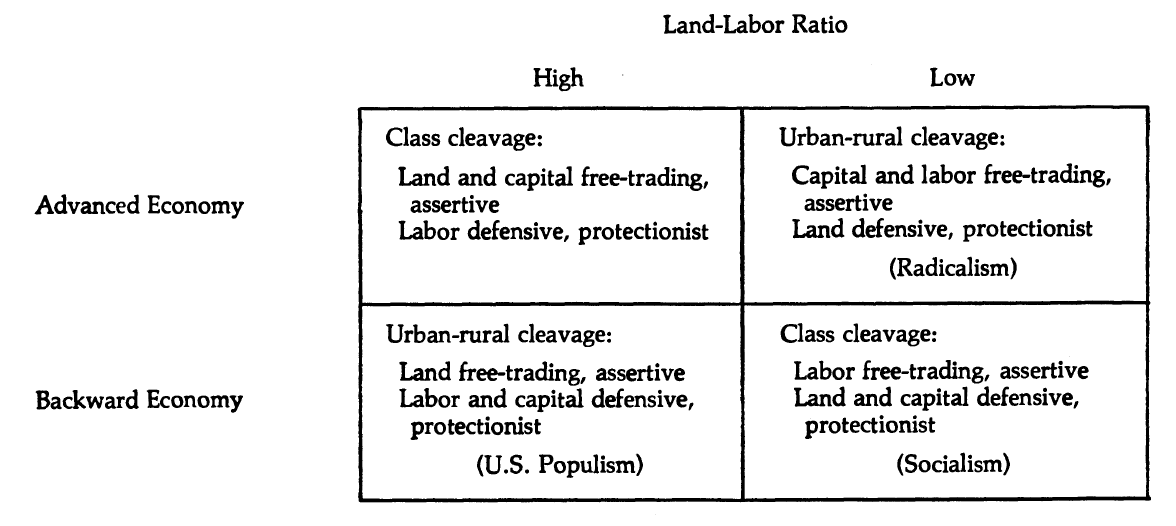 Land-Labor Ratio
High Low
Advanced Economy
Class cleavage:
Land and capital free-trading,
assertive
Labor defensive, protectionist
Urban-rural cleavage:
Capital and labor free-trading,
assertive
Land defensive, protectionist
(Radicalism)
Backward Economy
Urban-rural cleavage:
Land free-trading, assertive
Labor and capital defensive,
protectionist
(U.S. Populism)
Class cleavage:
Labor free-trading, assertive
Land and capital defensive,
protectionist
(Socialism)